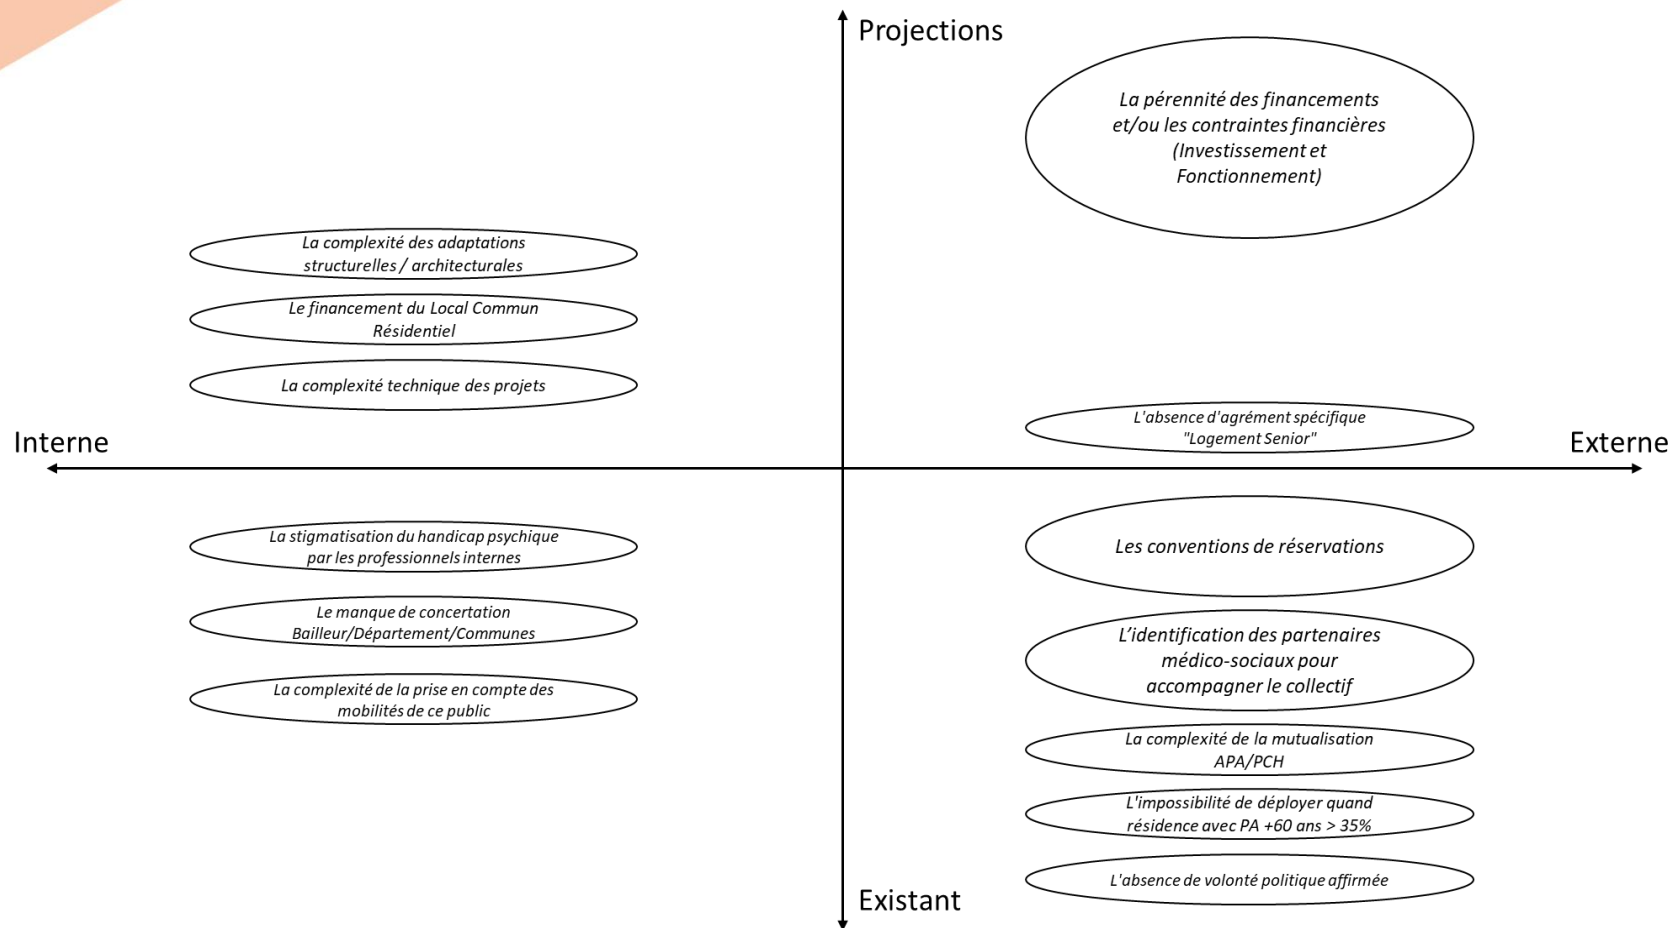 Projections
La pérennité des financements
et/ou les contraintes financières
(Investissement et
Fonctionnement)
La complexité des adaptations
structurelles / architecturales
Le financement du Local Commun
Résidentiel
La complexité technique des projets
L'absence d'agrément spécifique
"Logement Senior"
Interne
Externe
La stigmatisation du handicap psychique
par les professionnels internes
Le manque de concertation
Bailleur/Département/Communes
La complexité de la prise en compte des
mobilités de ce public
Les conventions de réservations
L’identification des partenaires
médico-sociaux pour
accompagner le collectif
La complexité de la mutualisation
APA/PCH
L'impossibilité de déployer quand
résidence avec PA +60 ans > 35%
L'absence de volonté politique affirmée
Existant